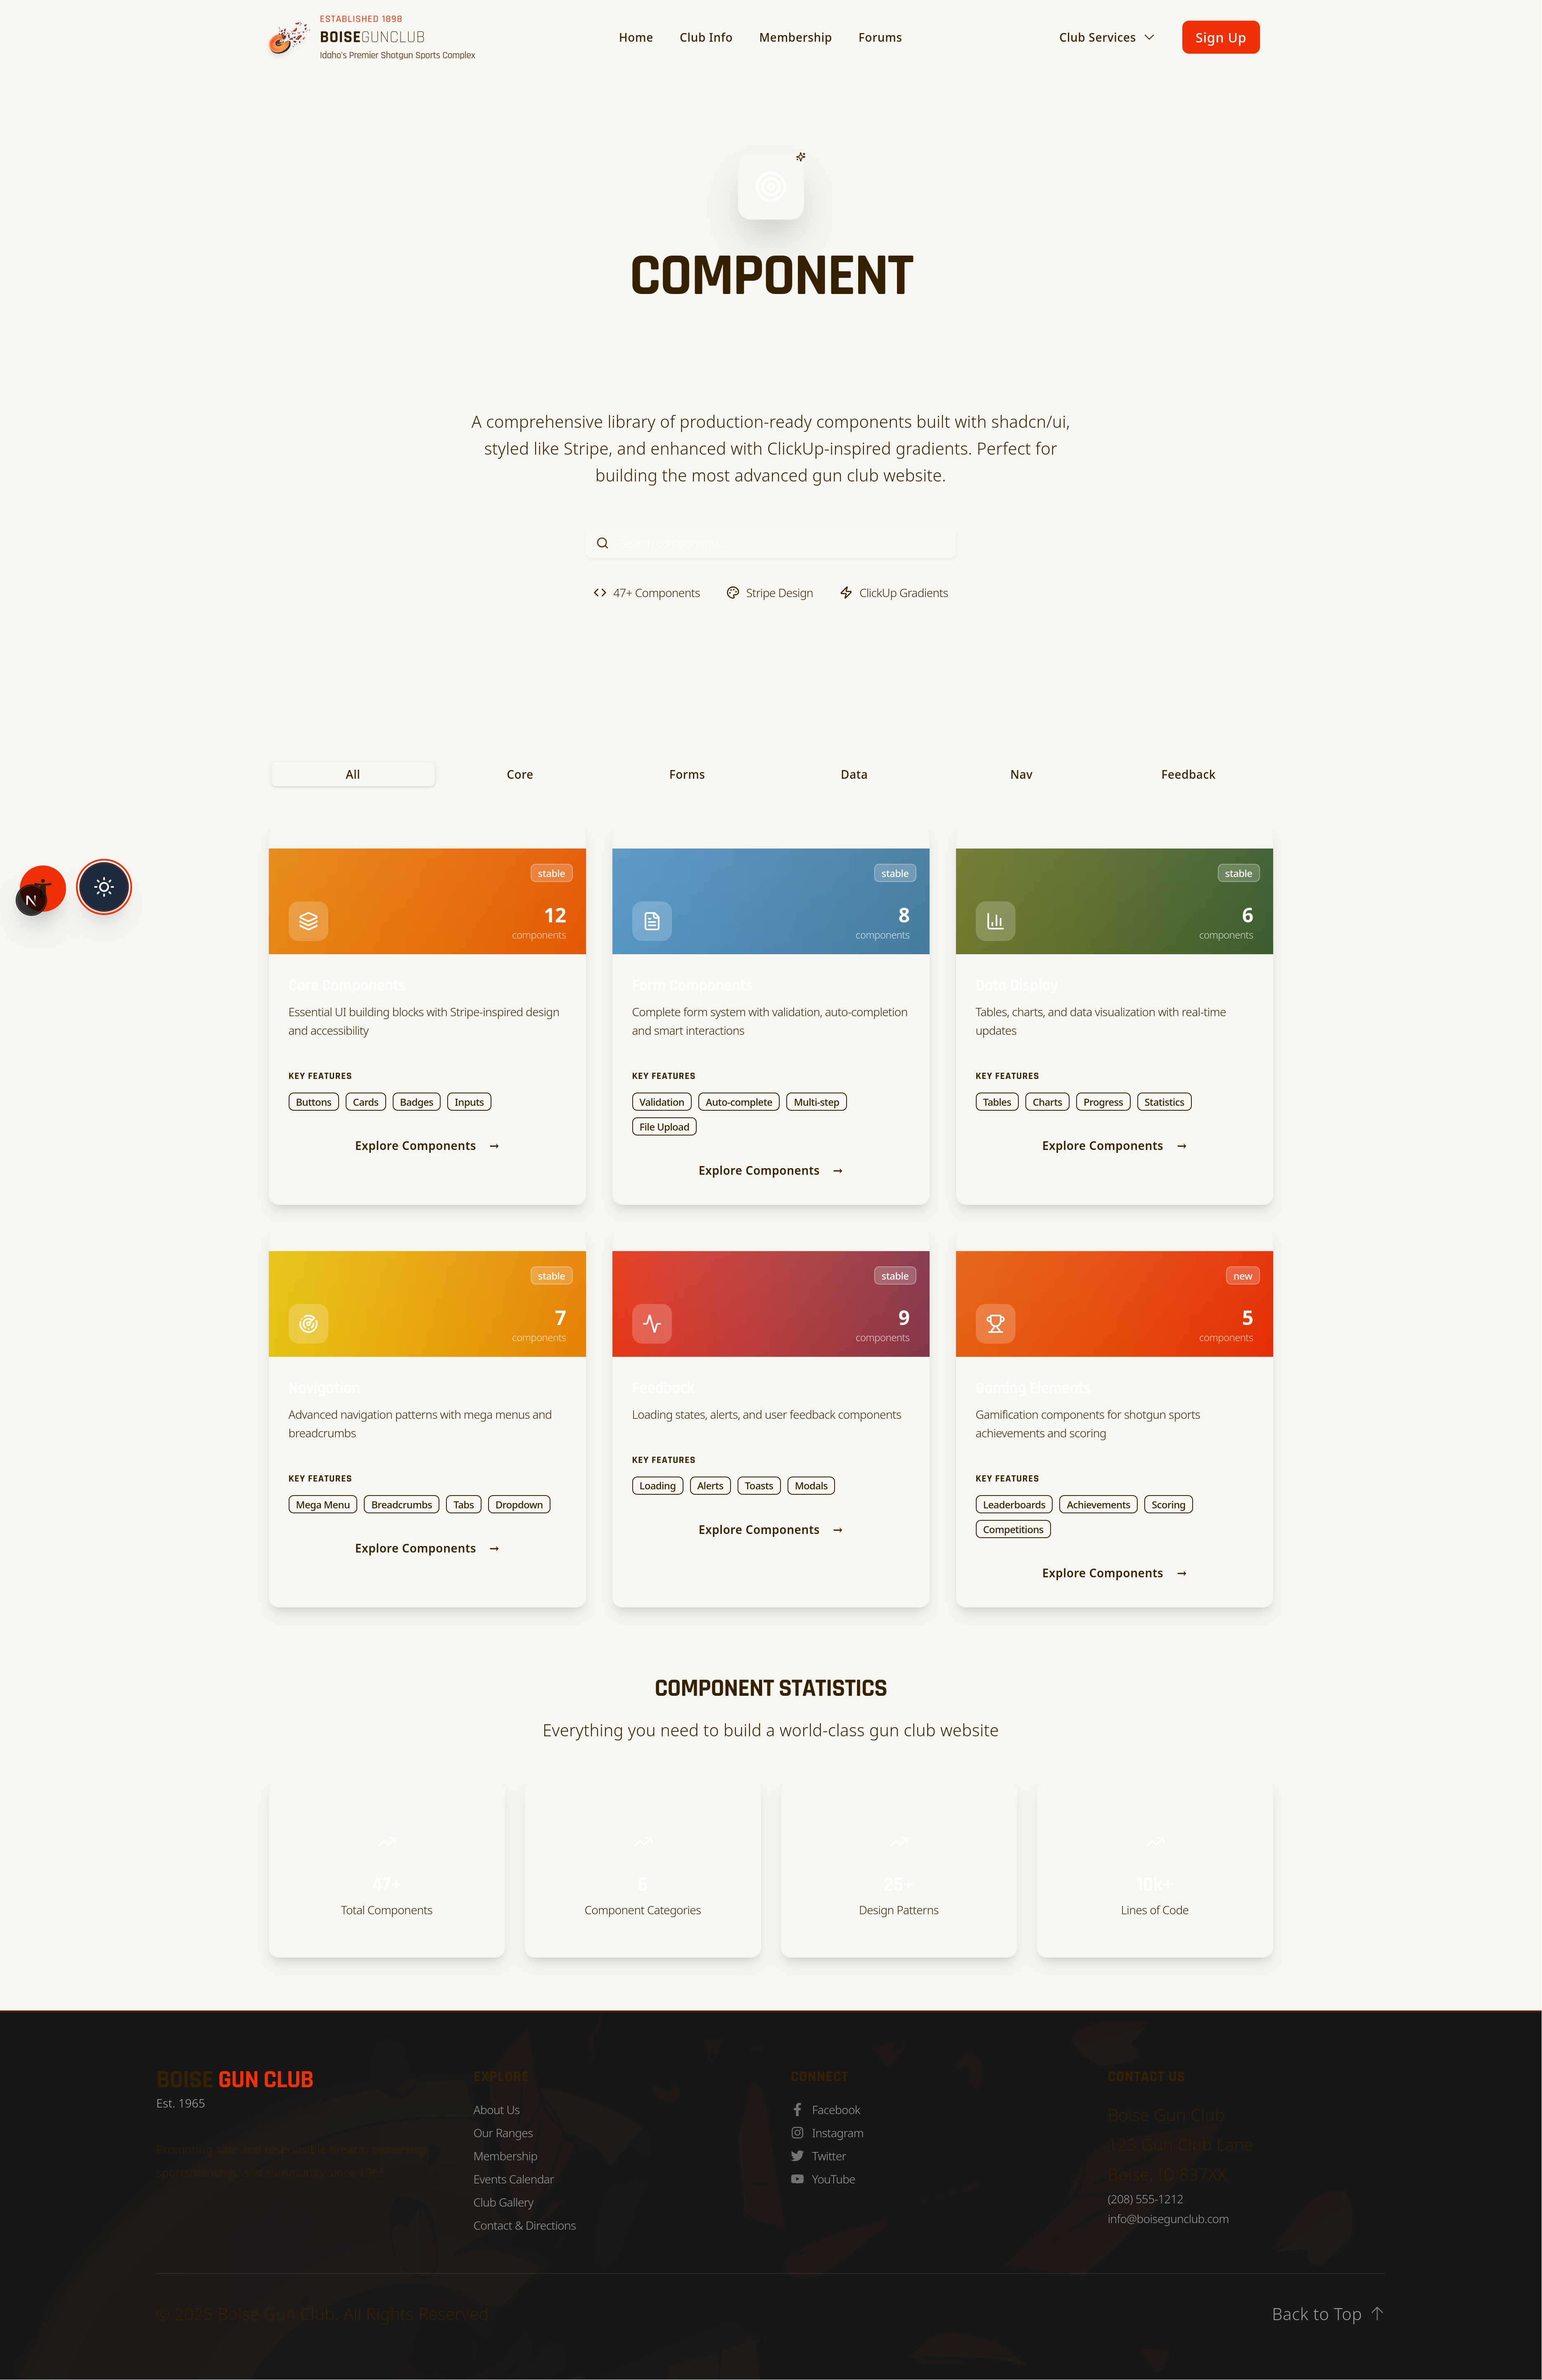 ESTABLISHED 1898
BOISEGUNCLUB
Idaho's Premier Shotgun Sports Complex
Home
Club Info
Membership
Forums
Club Services
Sign Up
COMPONENT
A comprehensive library of production-ready components built with shadcn/ui,
styled like Stripe, and enhanced with ClickUp-inspired gradients. Perfect for
building the most advanced gun club website.
47+ Components
Stripe Design
ClickUp Gradients
All
Core
Forms
Data
Nav
Feedback
N
stable
12
components
Core Components
Essential UI building blocks with Stripe-inspired design
and accessibility
KEY FEATURES
Buttons
Cards
Badges
Inputs
Explore Components →
stable
8
components
Form Components
Complete form system with validation, auto-completion
and smart interactions
KEY FEATURES
Validation
Auto-complete
Multi-step
File Upload
Explore Components →
stable
6
components
Data Display
Tables, charts, and data visualization with real-time
updates
KEY FEATURES
Tables
Charts
Progress
Statistics
Explore Components →
stable
7
components
Navigation
Advanced navigation patterns with mega menus and
breadcrumbs
KEY FEATURES
Mega Menu
Breadcrumbs
Tabs
Dropdown
Explore Components →
stable
9
components
Feedback
Loading states, alerts, and user feedback components
KEY FEATURES
Loading
Alerts
Toasts
Modals
Explore Components →
new
5
components
Gaming Elements
Gamification components for shotgun sports
achievements and scoring
KEY FEATURES
Leaderboards
Achievements
Scoring
Competitions
Explore Components →
COMPONENT STATISTICS
Everything you need to build a world-class gun club website
47+
Total Components
6
Component Categories
25+
Design Patterns
10k+
Lines of Code
BOISE GUN CLUB
Est. 1965
EXPLORE
About Us
Our Ranges
Membership
Events Calendar
Club Gallery
Contact & Directions
CONNECT
Facebook
Instagram
Twitter
YouTube
CONTACT US
Boise Gun Club
123 Gun Club Lane
Boise, ID 837XX
(208) 555-1212
info@boisegunclub.com
© 2025 Boise Gun Club. All Rights Reserved.
Back to Top ↑